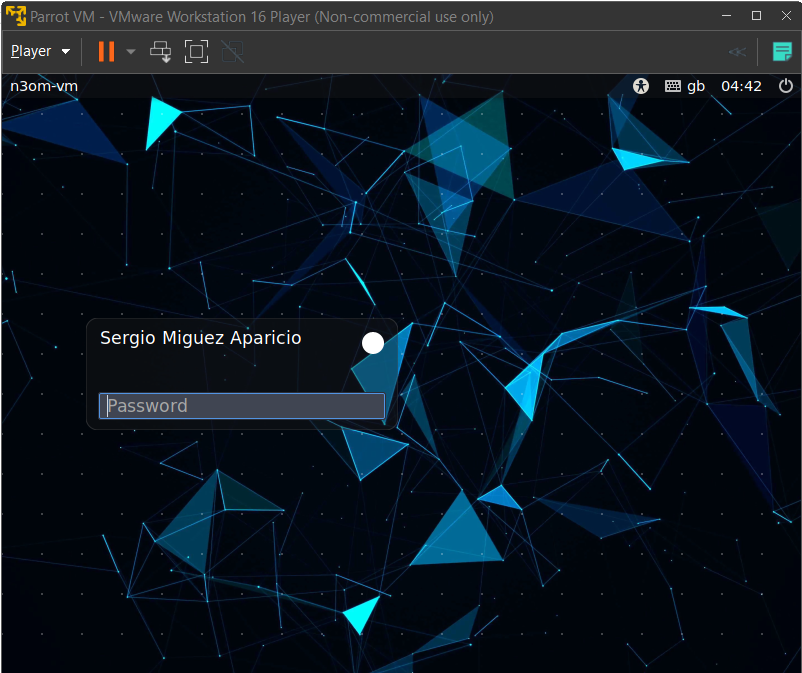 Parrot VM - VMware Workstation 16 Player (Non-commercial use only)
Player
n3om-vm gb 04:42
Sergio Miguez Aparicio
Password